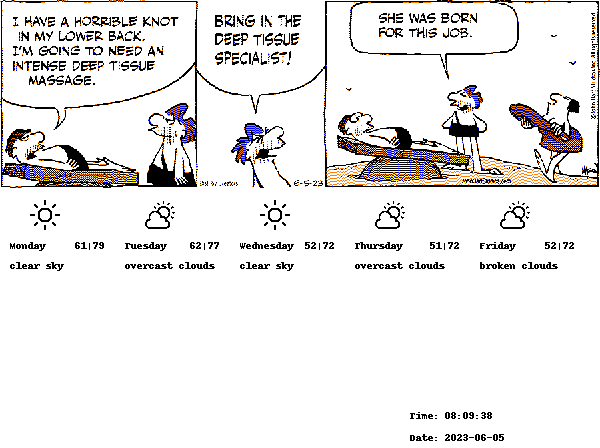 I HAVE A HORRIBLE KNOT
IN MY LOWER BACK.
I'M GOING TO NEED AN
INTENSE DEEP TISSUE
MASSAGE.
BRING IN THE
DEEP TISSUE
SPECIALIST!
SHE WAS BORN
FOR THIS JOB.
6-5-23
Monday 61|79
clear sky
Tuesday 62|77
overcast clouds
Wednesday 52|72
clear sky
Thursday 51|72
overcast clouds
Friday 52|72
broken clouds
Time: 08:09:38
Date: 2023-06-05